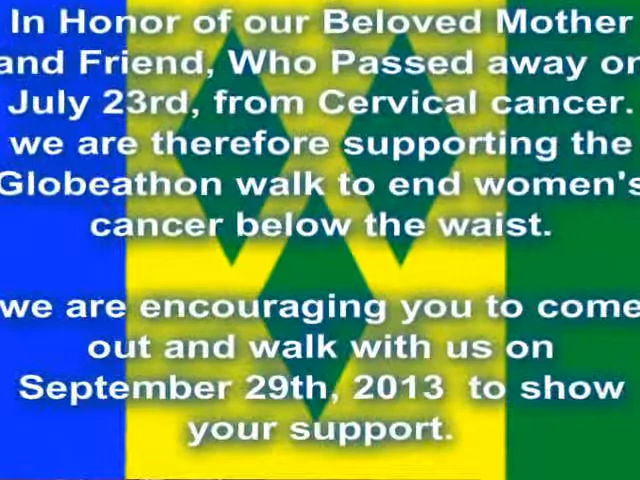 In Honor of our Beloved Mother
and Friend, Who Passed away on
July 23rd, from Cervical cancer.
we are therefore supporting the
Globeathon walk to end women's
cancer below the waist.
we are encouraging you to come
out and walk with us on
September 29th, 2013 to show
your support.